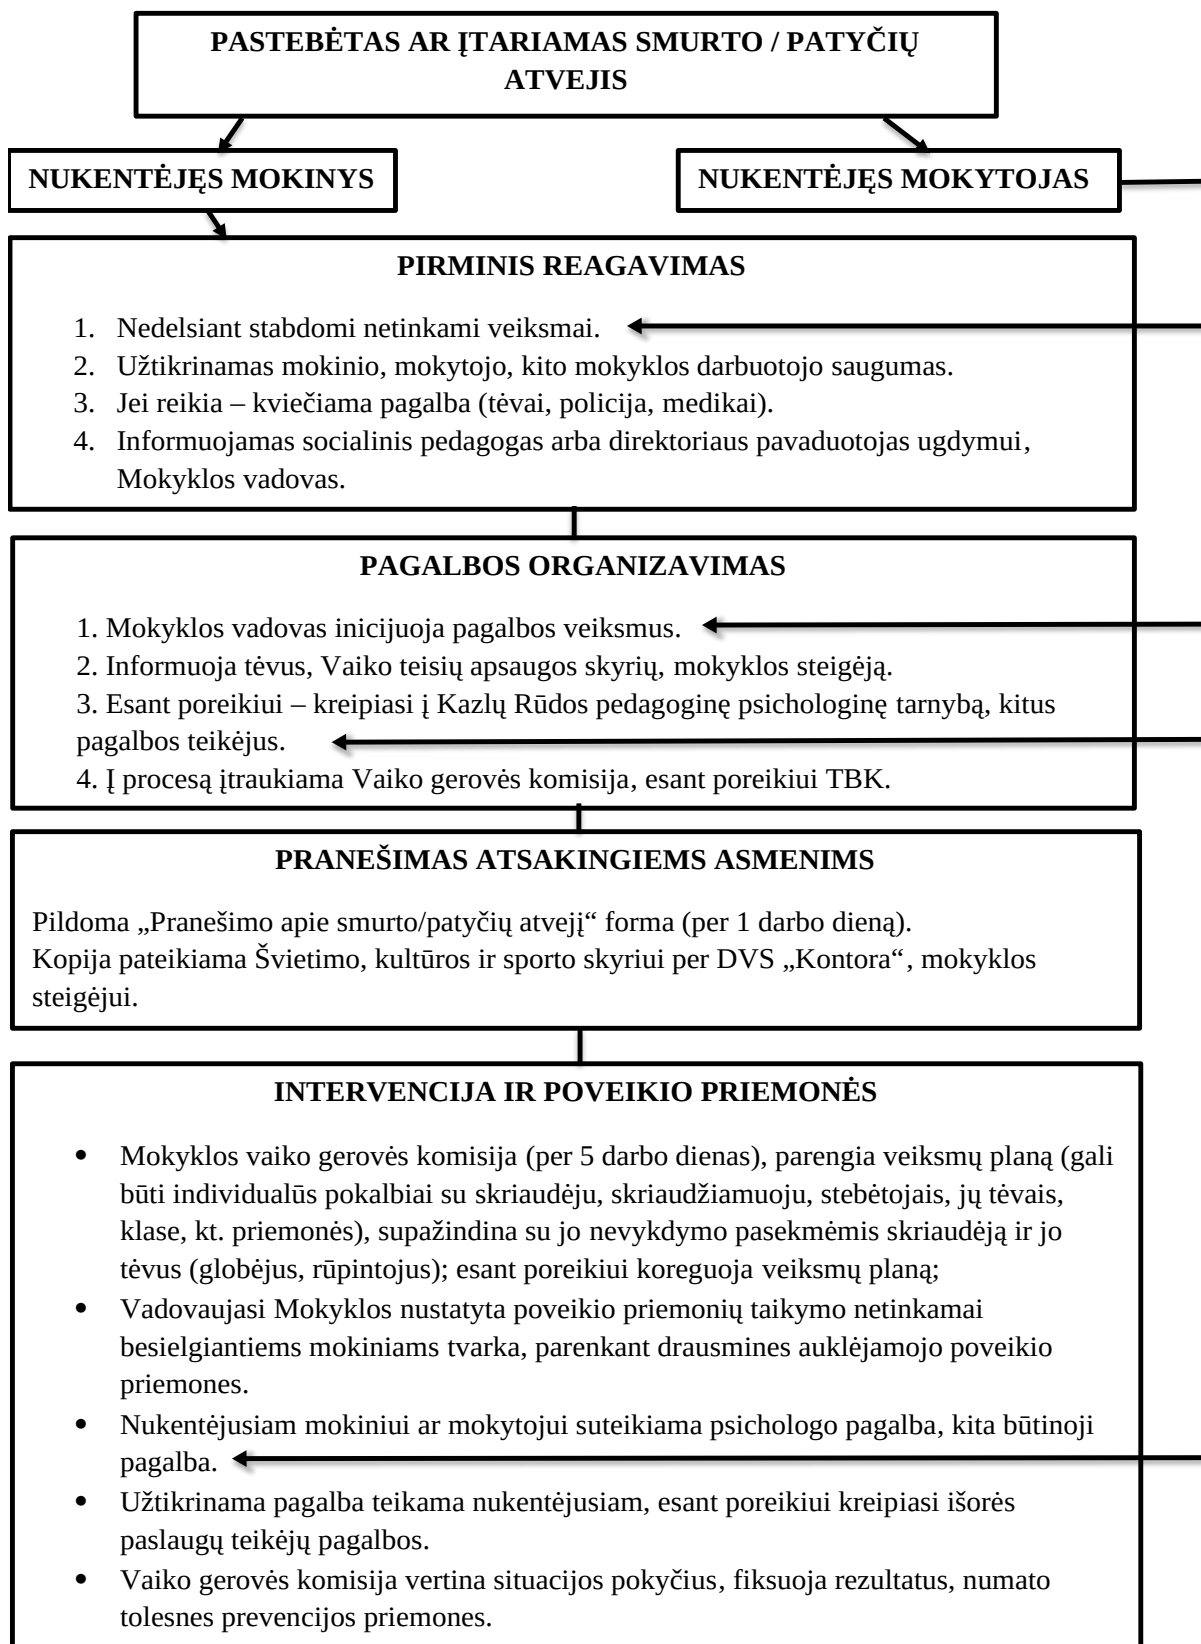 PASTEBĖTAS AR ĮTARIAMAS SMURTO / PATYČIŲ
ATVEJIS
NUKENTĖJĘS MOKINYS
NUKENTĖJĘS MOKYTOJAS
PIRMINIS REAGAVIMAS
1. Nedelsiant stabdomi netinkami veiksmai.
2. Užtikrinamas mokinio, mokytojo, kito mokyklos darbuotojo saugumas.
3. Jei reikia – kviečiama pagalba (tėvai, policija, medikai).
4. Informuojamas socialinis pedagogas arba direktoriaus pavaduotojas ugdymui,
Mokyklos vadovas.
PAGALBOS ORGANIZAVIMAS
1. Mokyklos vadovas inicijuoja pagalbos veiksmus.
2. Informuoja tėvus, Vaiko teisių apsaugos skyrių, mokyklos steigėją.
3. Esant poreikiui – kreipiasi į Kazlų Rūdos pedagoginę psichologinę tarnybą, kitus
pagalbos teikėjus.
4. Į procesą įtraukiama Vaiko gerovės komisija, esant poreikiui TBK.
PRANEŠIMAS ATSAKINGIEMS ASMENIMS
Pildoma „Pranešimo apie smurto/patyčių atvejį“ forma (per 1 darbo dieną).
Kopija pateikiama Švietimo, kultūros ir sporto skyriui per DVS „Kontora“, mokyklos
steigėjui.
INTERVENCIJA IR POVEIKIO PRIEMONĖS
• Mokyklos vaiko gerovės komisija (per 5 darbo dienas), parengia veiksmų planą (gali
būti individualūs pokalbiai su skriaudėju, skriaudžiamuoju, stebėtojais, jų tėvais,
klase, kt. priemonės), supažindina su jo nevykdymo pasekmėmis skriaudėją ir jo
tėvus (globėjus, rūpintojus); esant poreikiui koreguoja veiksmų planą;
• Vadovaujasi Mokyklos nustatyta poveikio priemonių taikymo netinkamai
besielgiantiems mokiniams tvarka, parenkant drausmines auklėjamojo poveikio
priemones.
• Nukentėjusiam mokiniui ar mokytojui suteikiama psichologo pagalba, kita būtinoji
pagalba.
• Užtikrinama pagalba teikama nukentėjusiam, esant poreikiui kreipiasi išorės
paslaugų teikėjų pagalbos.
• Vaiko gerovės komisija vertina situacijos pokyčius, fiksuoja rezultatus, numato
tolesnes prevencijos priemones.